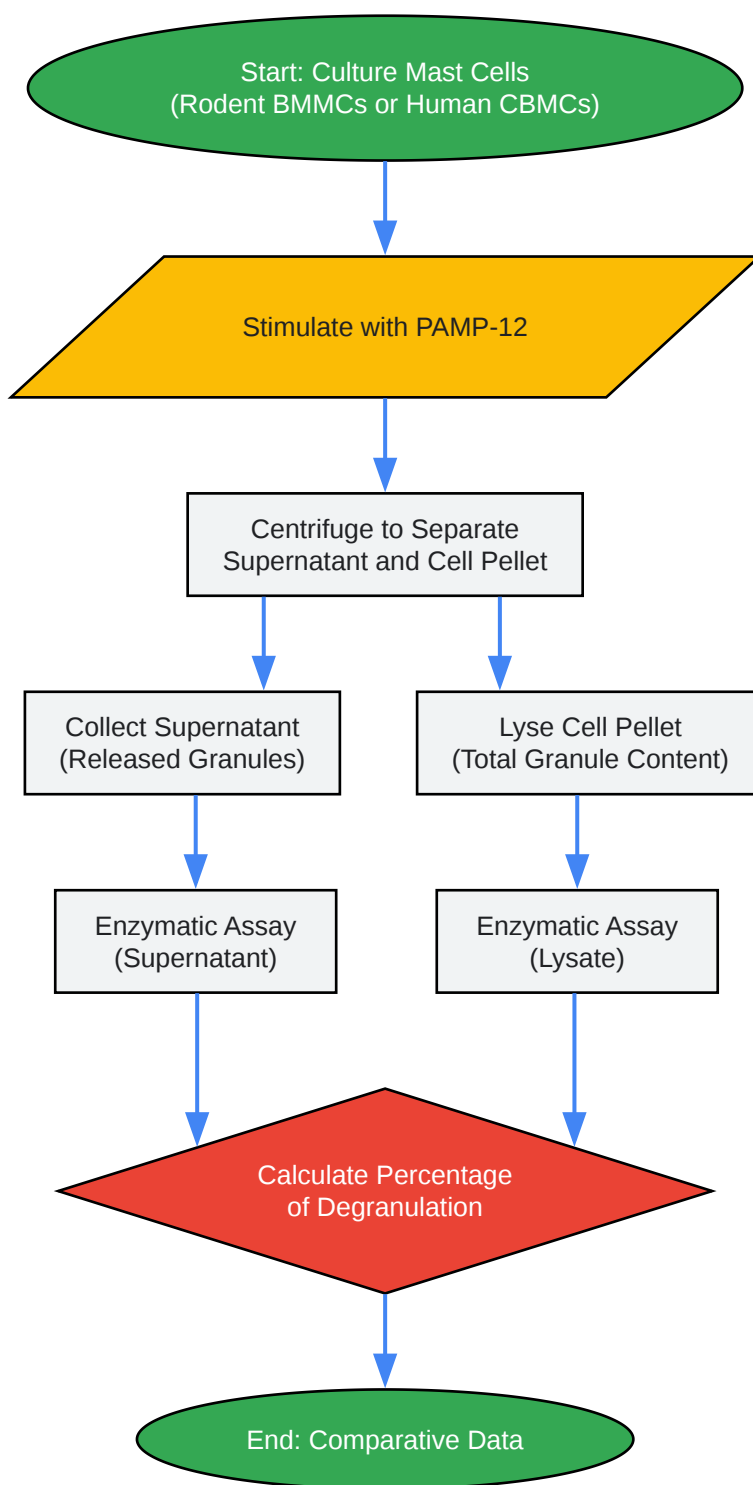 Start: Culture Mast Cells
(Rodent BMMCs or Human CBMCs)
Stimulate with PAMP-12
Centrifuge to Separate
Supernatant and Cell Pellet
Collect Supernatant
(Released Granules)
Lyse Cell Pellet
(Total Granule Content)
Enzymatic Assay
(Supernatant)
Enzymatic Assay
(Lysate)
Calculate Percentage
of Degranulation
End: Comparative Data